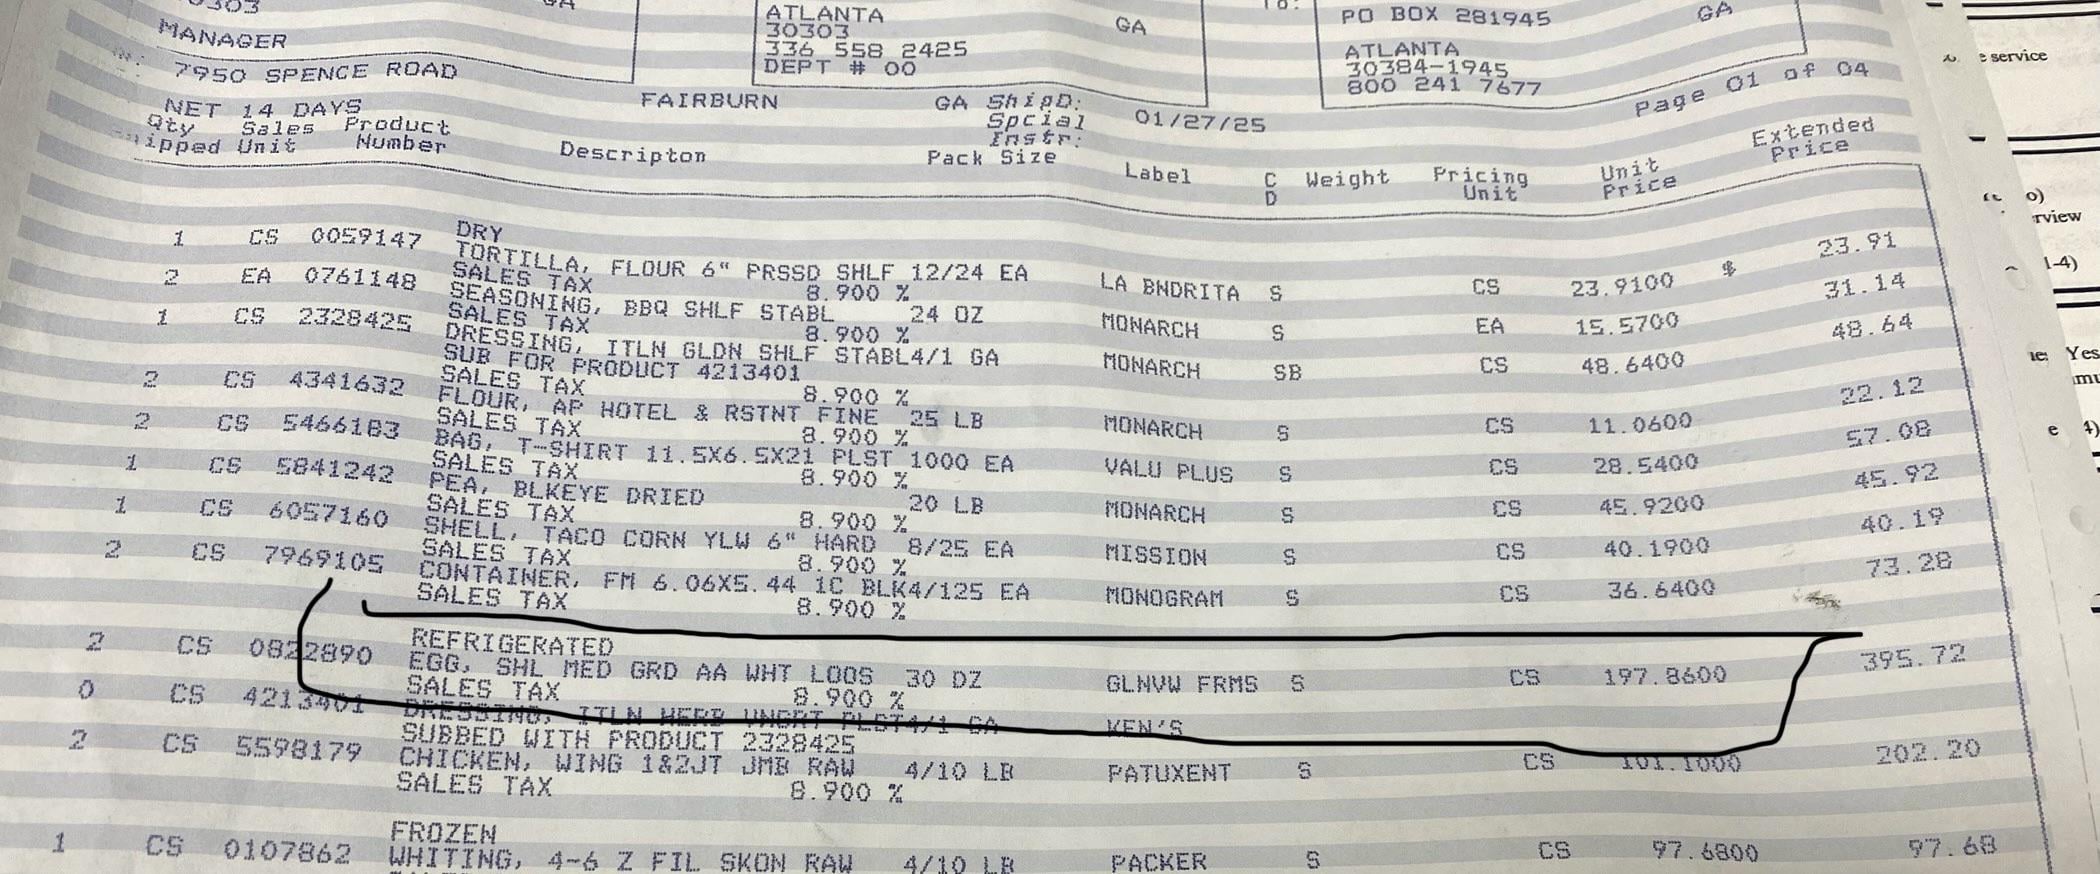 GA
ATLANTA
30303
336 558 2425
DEPT # 00
GA
PO BOX 281945
GA
ATLANTA
30384-1945
800 241 7677
MANAGER
7950 SPENCE ROAD
FAIRBURN GA ShipD: 01/27/25
Page 01 of 04
NET 14 DAYS
Spcial
Instr:
Qty Sales Product Descripton Pack Size Label C Weight Pricing Unit Extended
Unit Number D Unit Price Price
DRY
1 CS 0059147 TORTILLA, FLOUR 6" PRSSD SHLF 12/24 EA LA BNDRITA S CS 23.9100 $ 23.91
SALES TAX 8.900 %
2 EA 0761148 SEASONING, BBQ SHLF STABL 24 OZ MONARCH S EA 15.5700 31.14
SALES TAX 8.900 %
1 CS 2328425 DRESSING, ITLN GLDN SHLF STABL4/1 GA MONARCH SB CS 48.6400 48.64
SUB FOR PRODUCT 4213401
SALES TAX 8.900 %
2 CS 4341632 FLOUR, AP HOTEL & RSTNT FINE 25 LB MONARCH S CS 11.0600 22.12
SALES TAX 8.900 %
2 CS 5466183 BAG, T-SHIRT 11.5X6.5X21 PLST 1000 EA VALU PLUS S CS 28.5400 57.08
SALES TAX 8.900 %
1 CS 5841242 PEA, BLKEYE DRIED 20 LB MONARCH S CS 45.9200 45.92
SALES TAX 8.900 %
1 CS 6057160 SHELL, TACO CORN YLW 6" HARD 8/25 EA MISSION S CS 40.1900 40.19
SALES TAX 8.900 %
2 CS 7969105 CONTAINER, FM 6.06X5.44 1C BLK4/125 EA MONOGRAM S CS 36.6400 73.28
SALES TAX 8.900 %
REFRIGERATED
2 CS 0822890 EGG, SHL MED GRD AA WHT LOOS 30 DZ GLNVW FRMS S CS 197.8600 395.72
SALES TAX 8.900 %
0 CS 4213401 DRESSING, ITLN HERB VNGRT PLST4/1 GA KEN'S
SUBBED WITH PRODUCT 2328425
2 CS 5598179 CHICKEN, WING 1&2JT JMB RAW 4/10 LB PATUXENT S CS 101.1000 202.20
SALES TAX 8.900 %
FROZEN
1 CS 0107862 WHITING, 4-6 Z FIL SKON RAW 4/10 LB PACKER S CS 97.6800 97.68
service
Yes